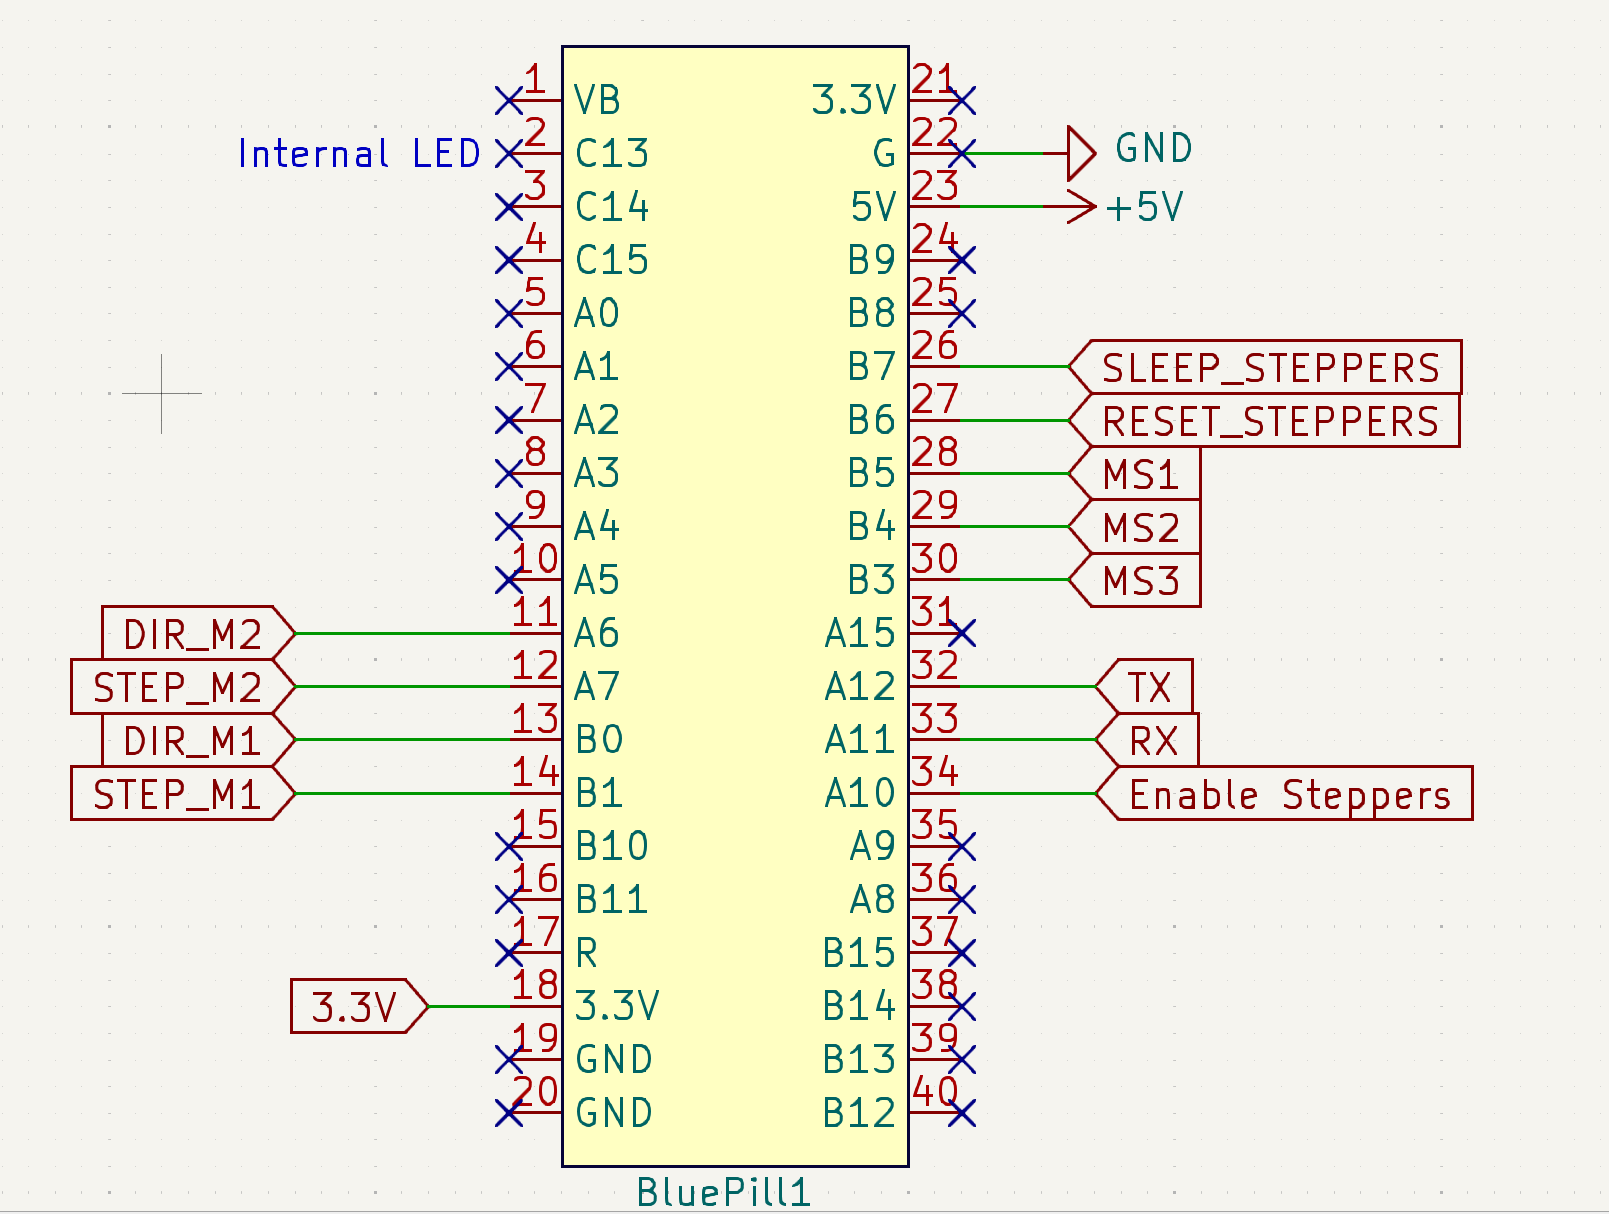 1 VB 3.3V 21
Internal LED 2 C13 G 22 GND
3 C14 5V 23 +5V
4 C15 B9 24
5 A0 B8 25
6 A1 B7 26 SLEEP_STEPPERS
7 A2 B6 27 RESET_STEPPERS
8 A3 B5 28 MS1
9 A4 B4 29 MS2
10 A5 B3 30 MS3
DIR_M2 11 A6 A15 31
STEP_M2 12 A7 A12 32 TX
DIR_M1 13 B0 A11 33 RX
STEP_M1 14 B1 A10 34 Enable Steppers
15 B10 A9 35
16 B11 A8 36
17 R B15 37
3.3V 18 3.3V B14 38
19 GND B13 39
20 GND B12 40
BluePill1